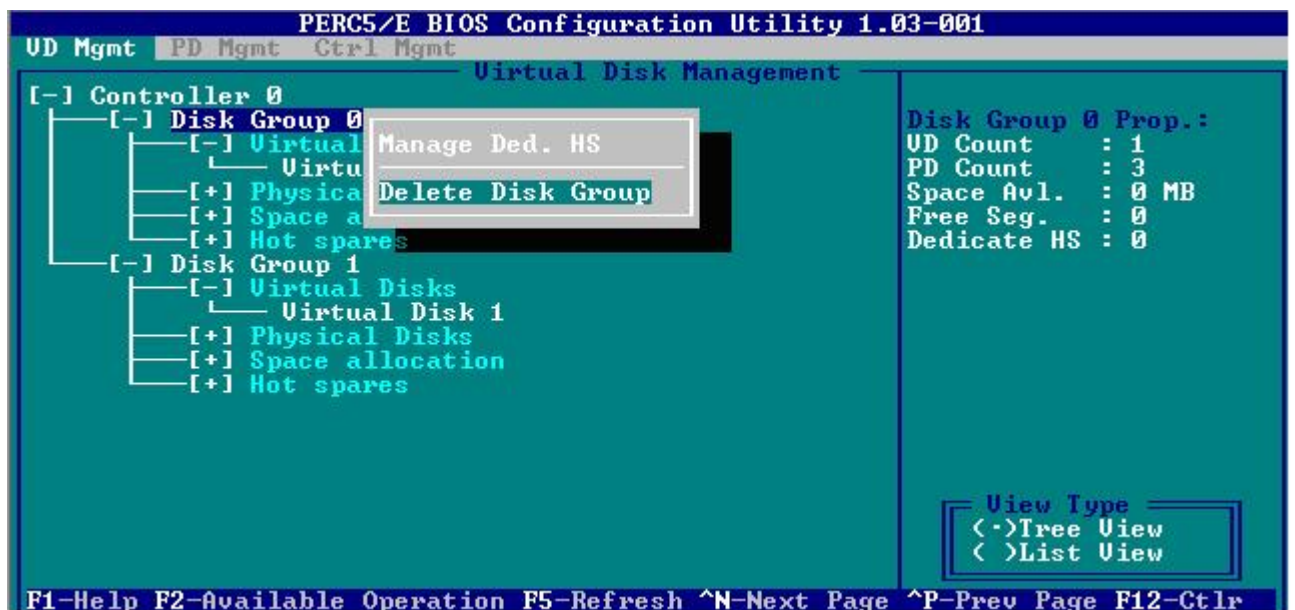 PERC5/E BIOS Configuration Utility 1.03-001
VD Mgmt PD Mgmt Ctrl Mgmt
Virtual Disk Management
[-] Controller 0
[-] Disk Group 0
[-] Virtual
Virtu
[+] Physica
[+] Space a
[+] Hot spares
[-] Disk Group 1
[-] Virtual Disks
Virtual Disk 1
[+] Physical Disks
[+] Space allocation
[+] Hot spares
Manage Ded. HS
Delete Disk Group
Disk Group 0 Prop.:
VD Count : 1
PD Count : 3
Space Avl. : 0 MB
Free Seg. : 0
Dedicate HS : 0
View Type
(·)Tree View
( )List View
F1-Help F2-Available Operation F5-Refresh ^N-Next Page ^P-Prev Page F12-Ctlr